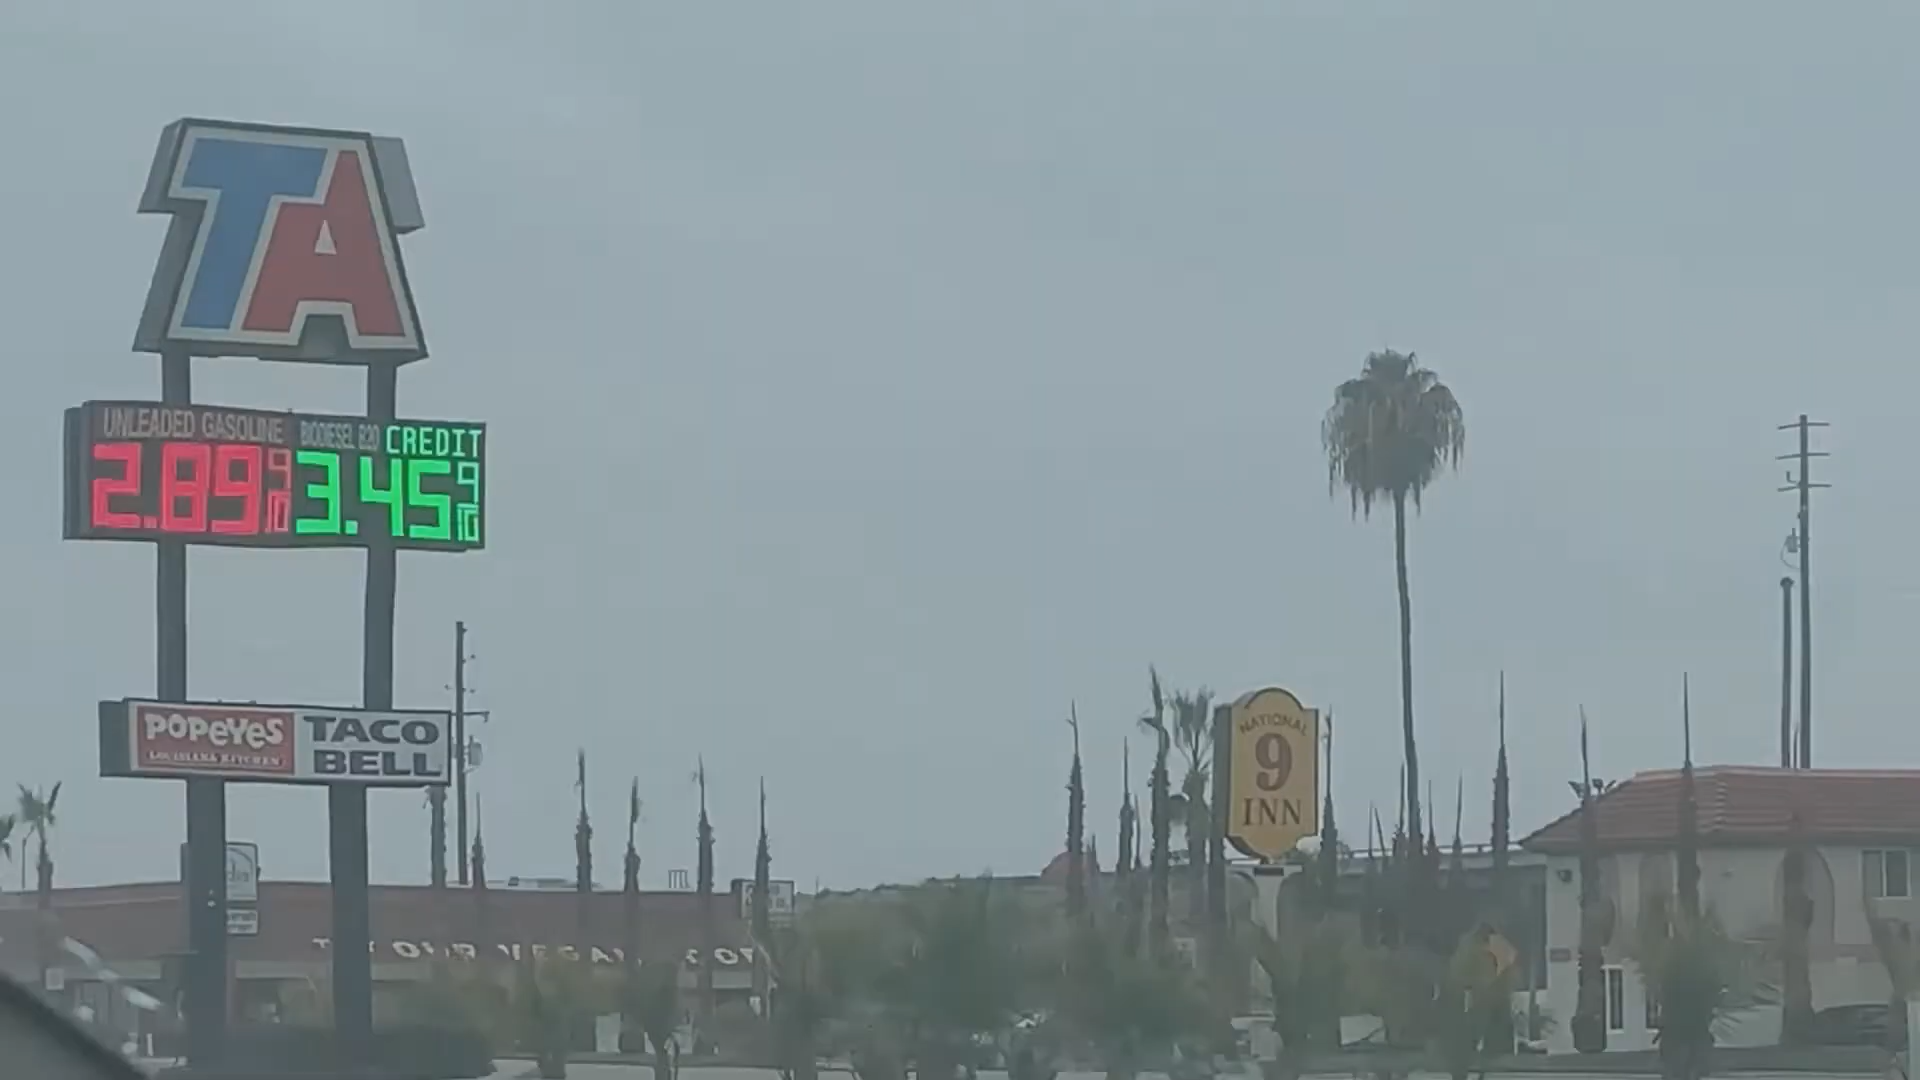 TA
UNLEADED GASOLINE
2.89 9/10
BIODIESEL B20 CREDIT
3.45 9/10
POPEYES
LOUISIANA KITCHEN
TACO
BELL
NATIONAL
9
INN